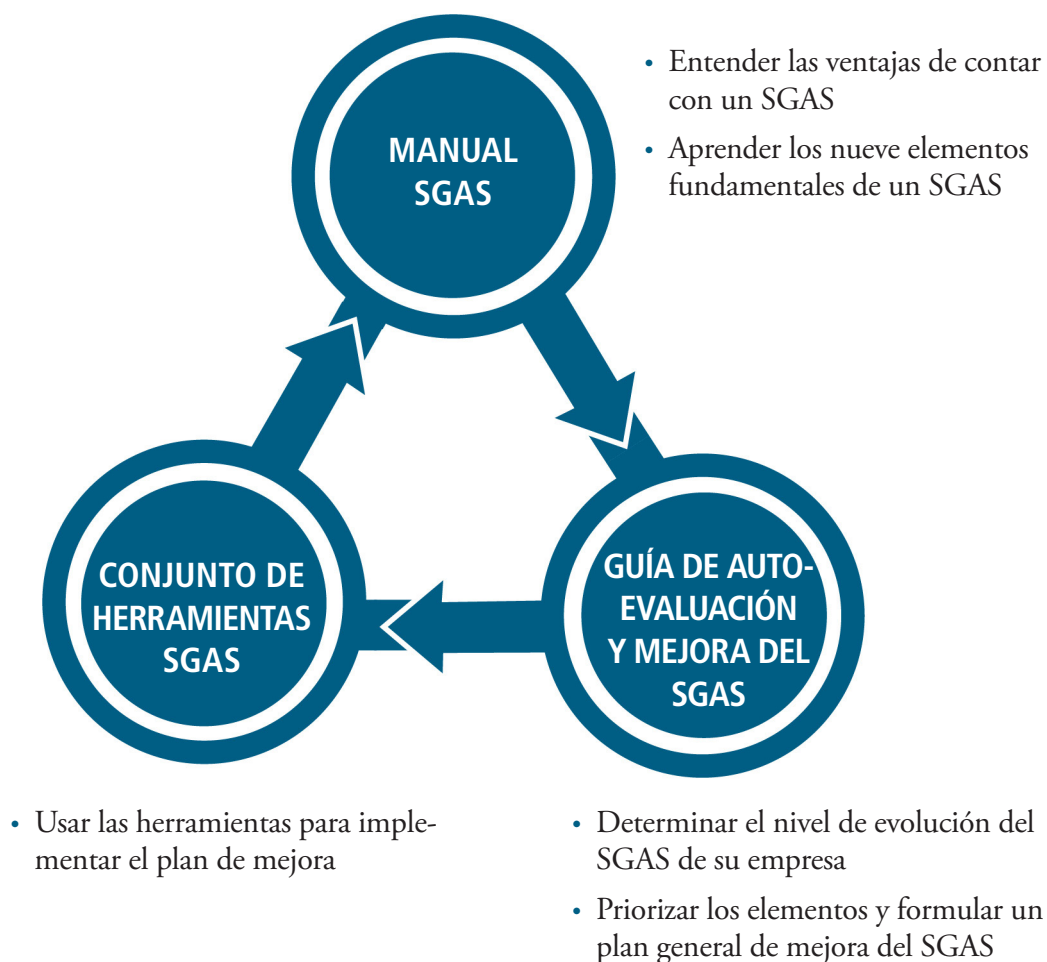 MANUAL
SGAS
• Entender las ventajas de contar
con un SGAS
• Aprender los nueve elementos
fundamentales de un SGAS
CONJUNTO DE
HERRAMIENTAS
SGAS
GUÍA DE AUTO-
EVALUACIÓN
Y MEJORA DEL
SGAS
• Usar las herramientas para imple-
mentar el plan de mejora
• Determinar el nivel de evolución del
SGAS de su empresa
• Priorizar los elementos y formular un
plan general de mejora del SGAS